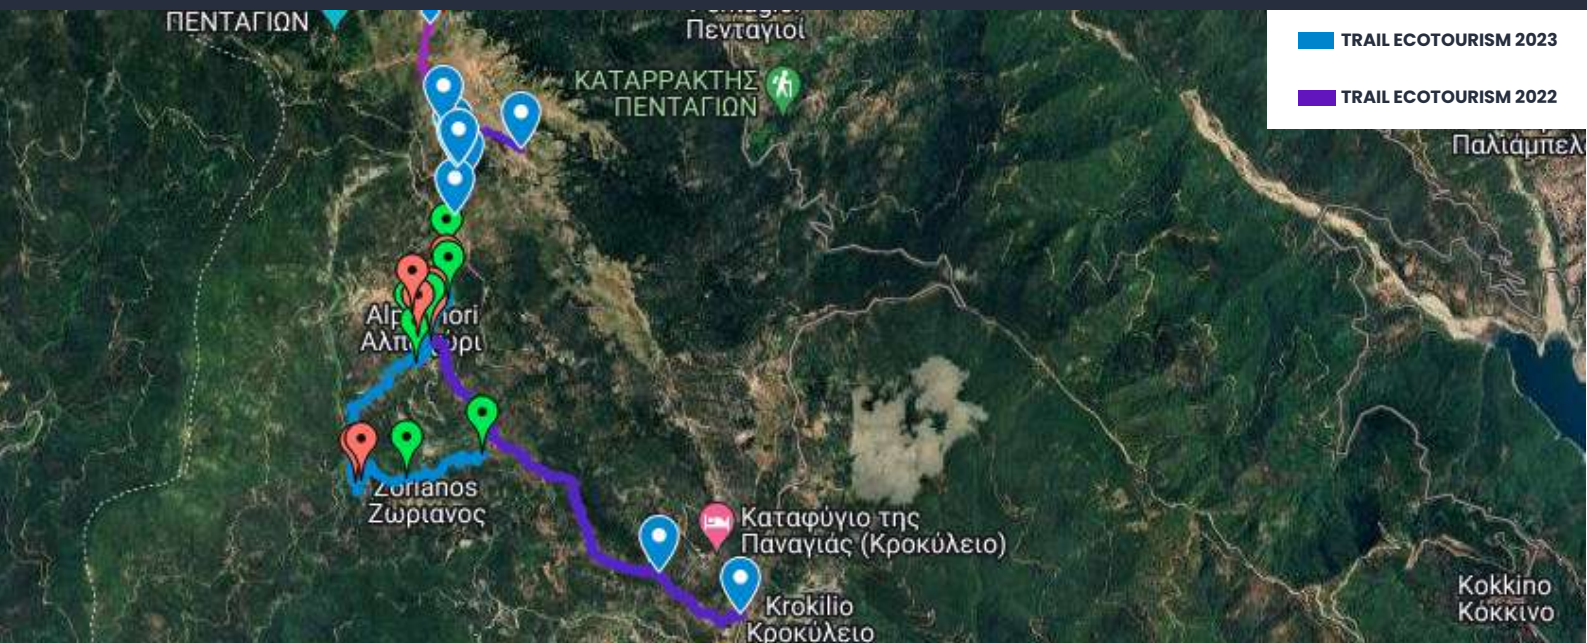 ΠΕΝΤΑΓΙΩΝ
Πενταγιοί
ΚΑΤΑΡΡΑΚΤΗΣ
ΠΕΝΤΑΓΙΩΝ
TRAIL ECOTOURISM 2023
TRAIL ECOTOURISM 2022
Zorianos
Ζωριανος
Καταφύγιο της
Παναγιάς (Κροκύλειο)
Krokilio
Κροκύλειο
Kokkino
Κόκκινο